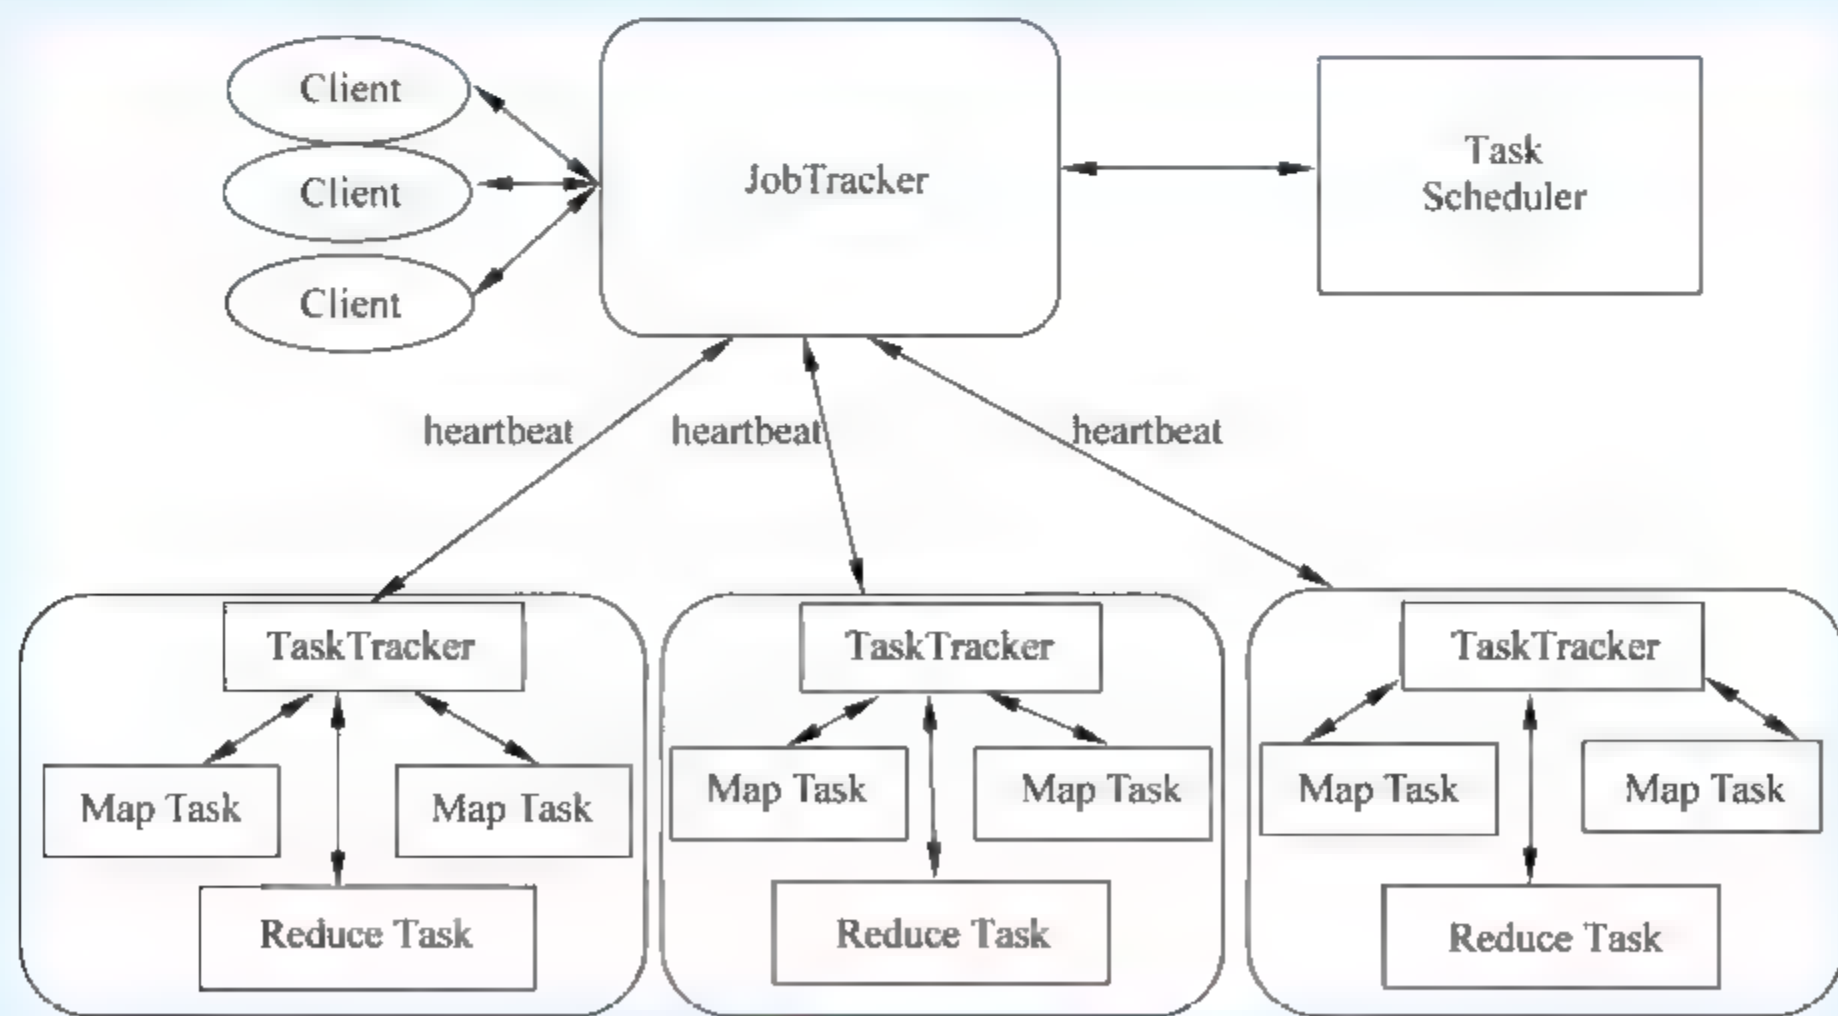 Client
Client
Client
JobTracker
Task
Scheduler
heartbeat
heartbeat
heartbeat
TaskTracker
Map Task
Map Task
Reduce Task
TaskTracker
Map Task
Map Task
Reduce Task
TaskTracker
Map Task
Map Task
Reduce Task